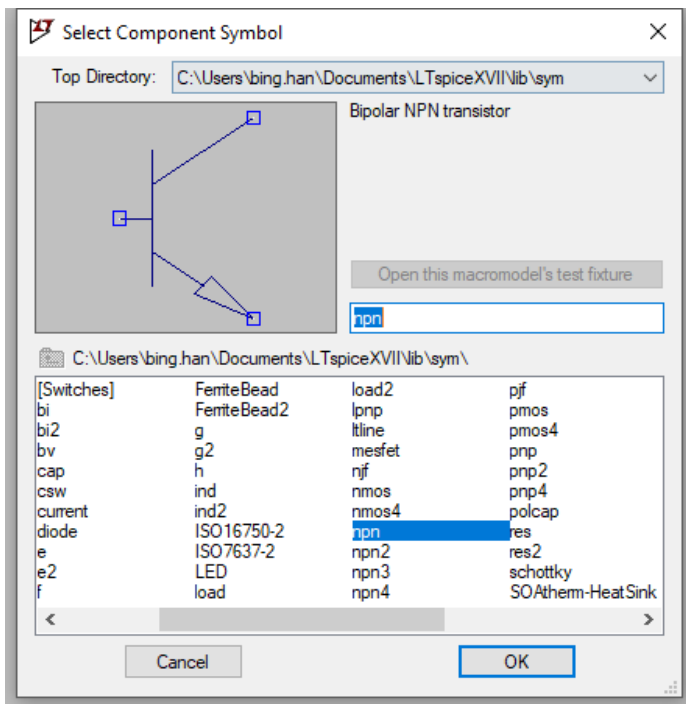 Select Component Symbol
Top Directory: C:\Users\bing.han\Documents\LTspiceXVII\lib\sym
Bipolar NPN transistor
Open this macromodel's test fixture
npn
C:\Users\bing.han\Documents\LTspiceXVII\lib\sym\
[Switches] FerriteBead load2 pjf
bi FerriteBead2 lpnp pmos
bi2 g ltline pmos4
bv g2 mesfet pnp
cap h njf pnp2
csw ind nmos pnp4
current ind2 nmos4 polcap
diode ISO16750-2 npn res
e ISO7637-2 npn2 res2
e2 LED npn3 schottky
f load npn4 SOAtherm-HeatSink
Cancel OK